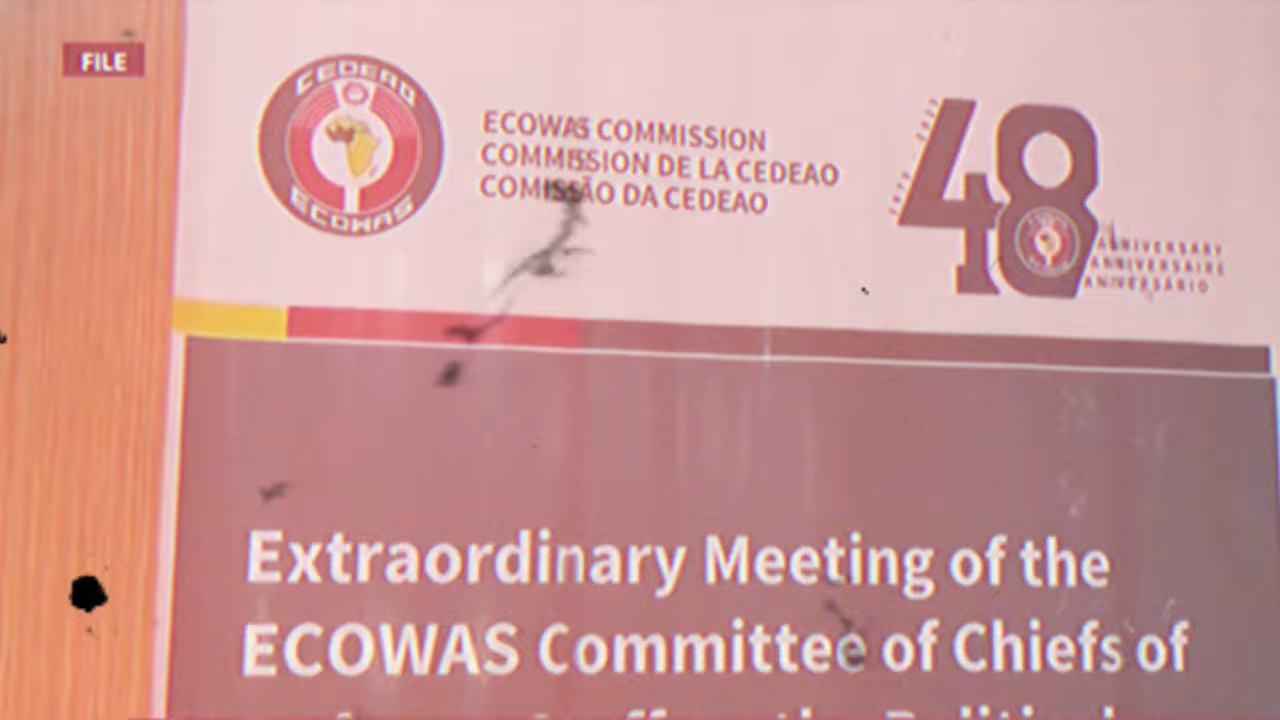 FILE
CEDEAO
ECOWAS
ECOWAS COMMISSION
COMMISSION DE LA CEDEAO
COMISSÃO DA CEDEAO
48
ANNIVERSARY
ANNIVERSAIRE
ANIVERSÁRIO
Extraordinary Meeting of the
ECOWAS Committee of Chiefs of